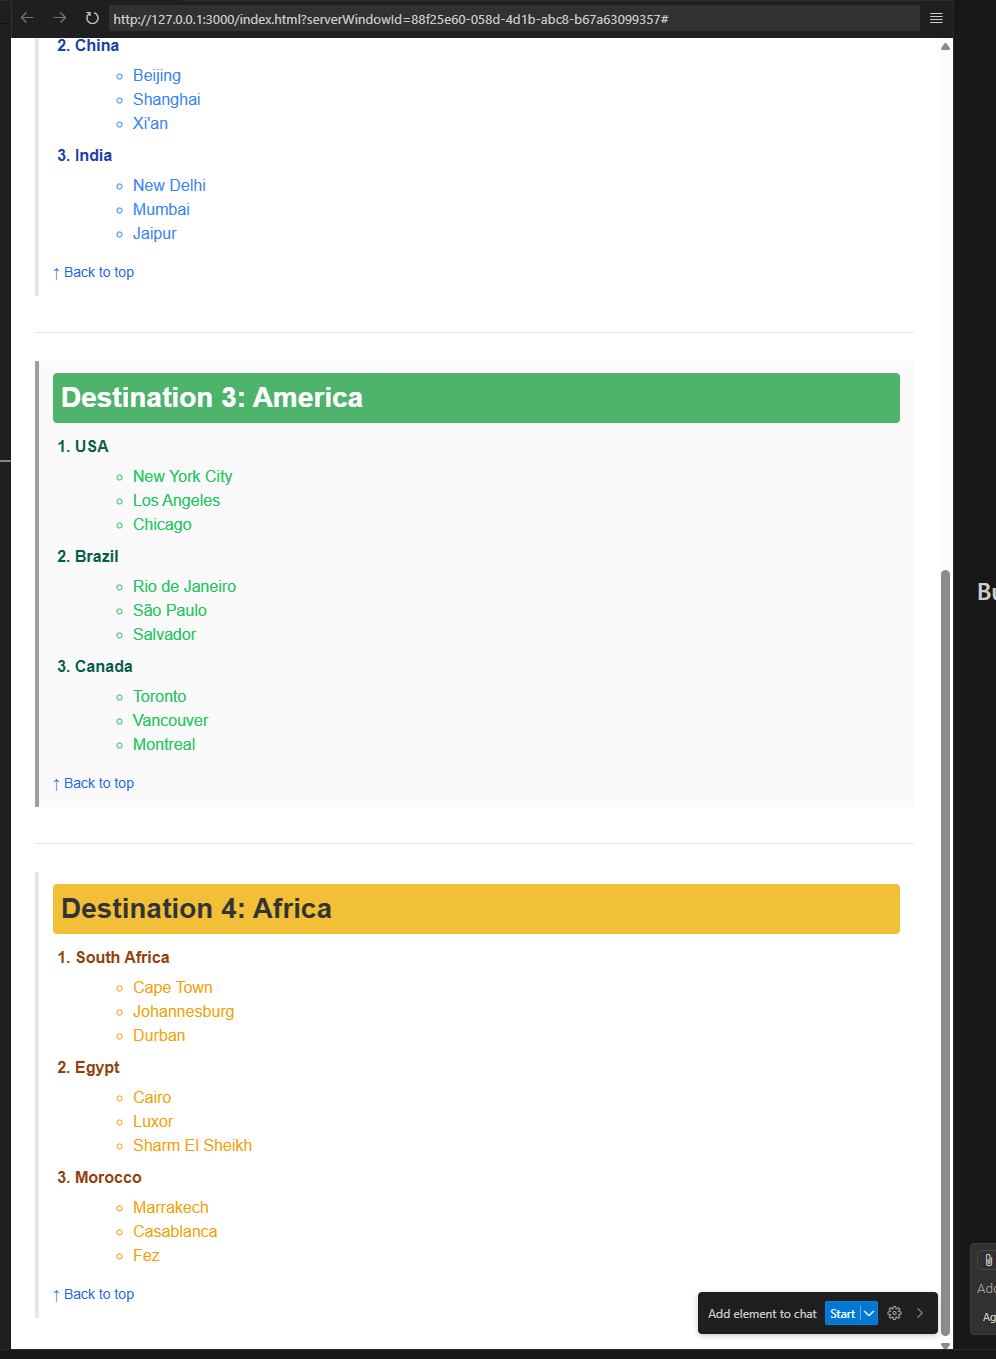 http://127.0.0.1:3000/index.html?serverWindowId=88f25e60-058d-4d1b-abc8-b67a63099357#
2. China
Beijing
Shanghai
Xi'an
3. India
New Delhi
Mumbai
Jaipur
↑ Back to top
Destination 3: America
1. USA
New York City
Los Angeles
Chicago
2. Brazil
Rio de Janeiro
São Paulo
Salvador
3. Canada
Toronto
Vancouver
Montreal
↑ Back to top
Destination 4: Africa
1. South Africa
Cape Town
Johannesburg
Durban
2. Egypt
Cairo
Luxor
Sharm El Sheikh
3. Morocco
Marrakech
Casablanca
Fez
↑ Back to top
Add element to chat Start